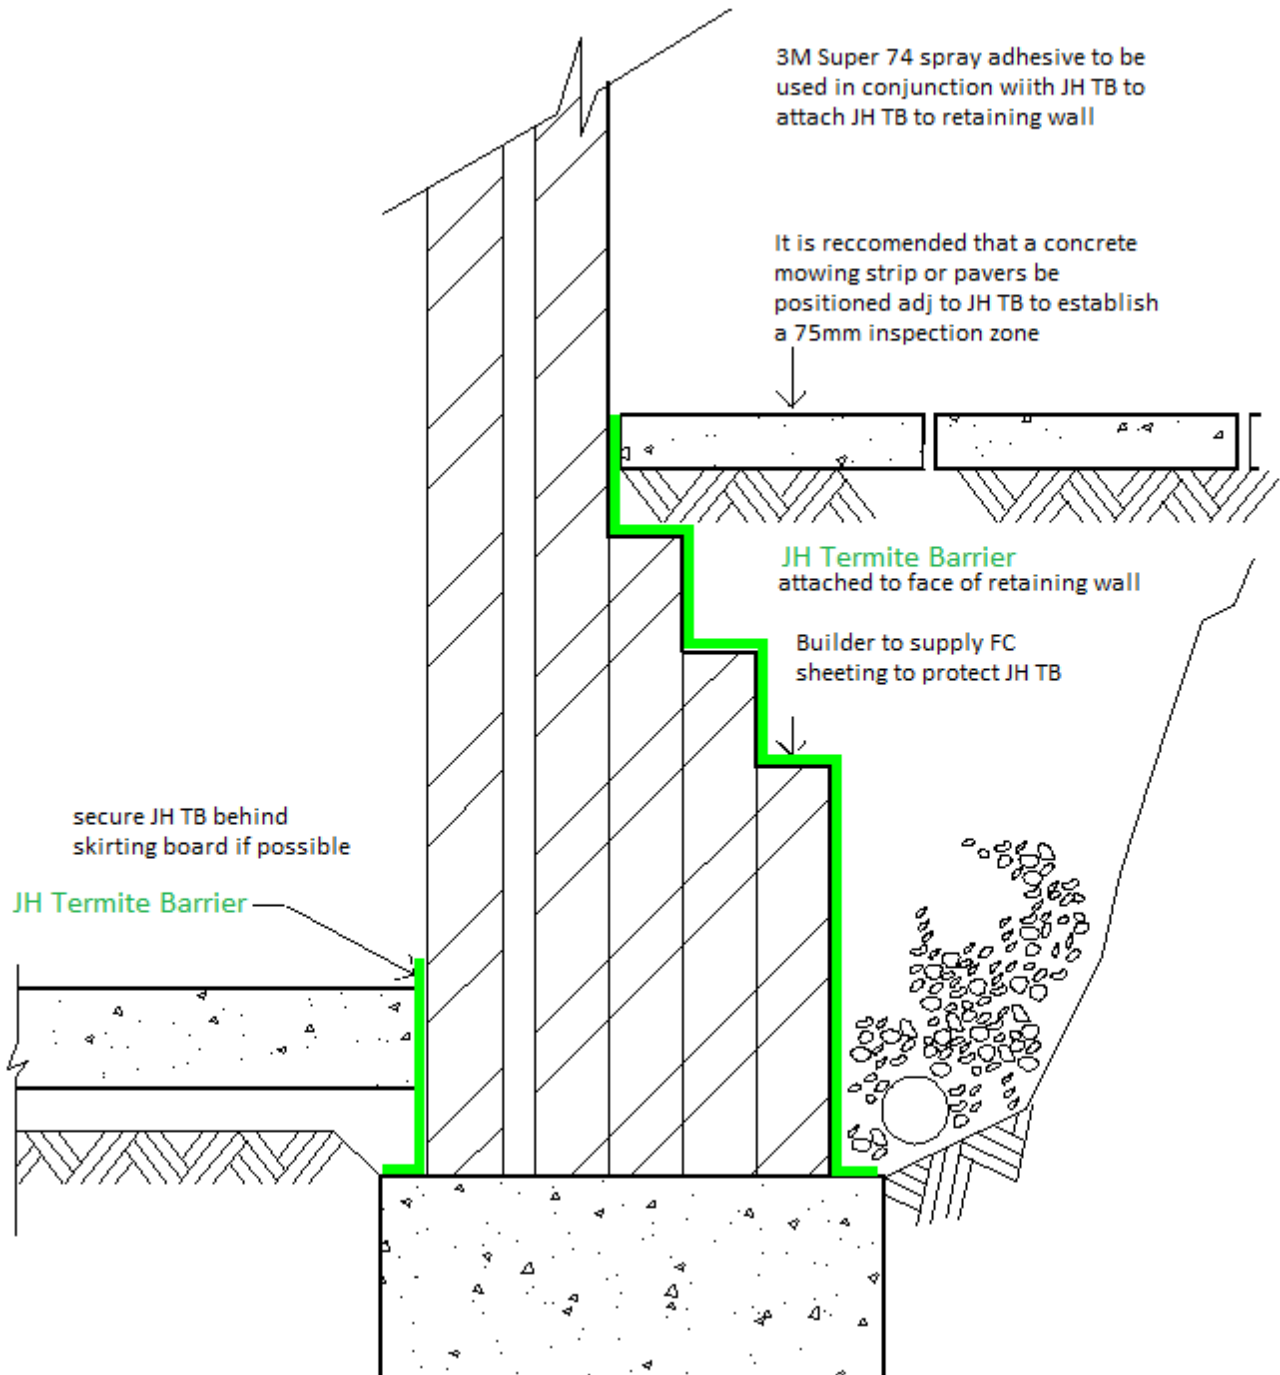 3M Super 74 spray adhesive to be
used in conjunction wiith JH TB to
attach JH TB to retaining wall
It is reccomended that a concrete
mowing strip or pavers be
positioned adj to JH TB to establish
a 75mm inspection zone
JH Termite Barrier
attached to face of retaining wall
Builder to supply FC
sheeting to protect JH TB
secure JH TB behind
skirting board if possible
JH Termite Barrier